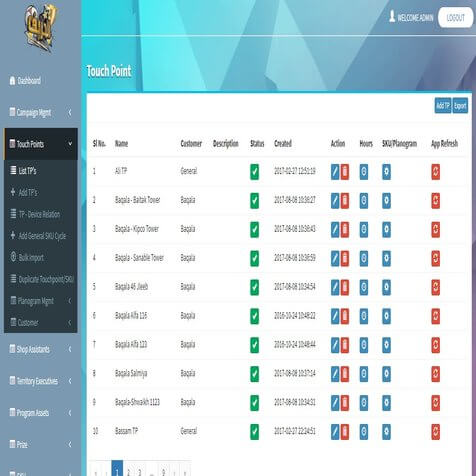 WELCOME ADMIN
LOGOUT
Dashboard
Campaign Mgmt
Touch Points
List TP's
Add TP's
TP - Device Relation
Add General SKU Cycle
Bulk Import
Duplicate Touchpoint/SKU
Planogram Mgmt
Customer
Shop Assistants
Territory Executives
Program Assets
Prize
Touch Point
Add TP Export
Sl No. Name Customer Description Status Created Action Hours SKU/Planogram App Refresh
1 Ali TP General 2017-02-27 12:51:19
2 Baqala - Baitak Tower Baqala 2017-08-08 10:36:27
3 Baqala - Kipco Tower Baqala 2017-08-08 10:36:43
4 Baqala - Sanabie Tower Baqala 2017-08-08 10:36:59
5 Baqala 46 Jleeb Baqala 2017-08-08 10:34:54
6 Baqala Alfa 116 Baqala 2016-10-24 10:48:22
7 Baqala Alfa 123 Baqala 2016-10-24 10:48:44
8 Baqala Salmiya Baqala 2017-08-08 10:37:14
9 Baqala-Shwaikh 1123 Baqala 2017-08-08 10:34:31
10 Bassam TP General 2017-02-27 22:24:51
« ‹ 1 2 3 ... 9 › »